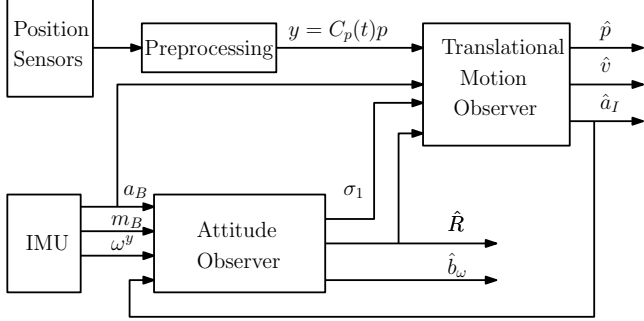 Position
Sensors
Preprocessing
y = C_p(t)p
Translational
Motion
Observer
p̂
v̂
â_I
IMU
a_B
m_B
ω^y
Attitude
Observer
σ_1
R̂
b̂_ω